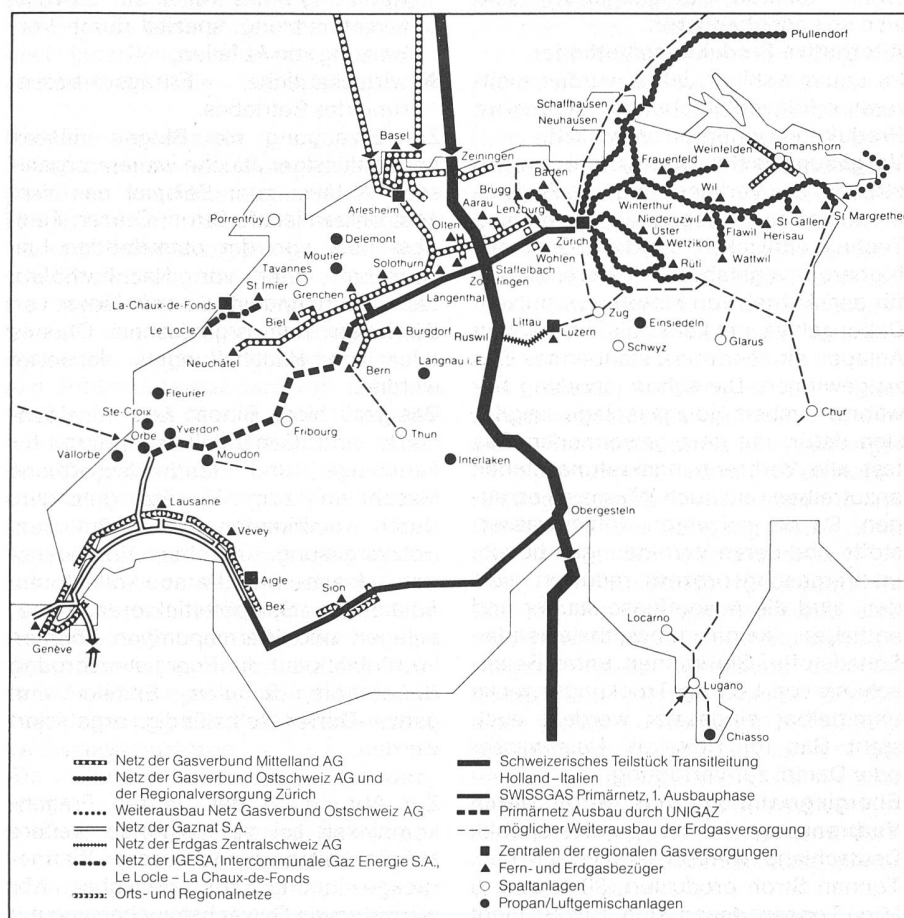 Pfullendorf
Schaffhausen
Neuhausen
Basel
Zeiningen
Baden
Frauenfeld
Weinfelden
Romanshorn
Brugg
Aarau
Lenzburg
Winterthur
Wil
Arlesheim
Olten
Niederuzwil
St Gallen
St Margrethen
Porrentruy
Delemont
Zürich
Uster
Flawil
Herisau
Moutier
Solothurn
Wohlen
Wetzikon
Wattwil
Tavannes
Staffelbach
Rüti
St Imier
Grenchen
Zofingen
La-Chaux-de-Fonds
Langenthal
Zug
Biel
Littau
Einsiedeln
Le Locle
Burgdorf
Ruswil
Luzern
Glarus
Neuchâtel
Langnau i.E.
Schwyz
Bern
Fleurier
Chur
Ste-Croix
Yverdon
Fribourg
Thun
Orbe
Vallorbe
Moudon
Interlaken
Lausanne
Obergesteln
Vevey
Aigle
Sion
Bex
Locarno
Genève
Lugano
Chiasso
Netz der Gasverbund Mittelland AG
Netz der Gasverbund Ostschweiz AG und
der Regionalversorgung Zürich
Weiterausbau Netz Gasverbund Ostschweiz AG
Netz der Gaznat S.A.
Netz der Erdgas Zentralschweiz AG
Netz der IGESA, Intercommunale Gaz Energie S.A.,
Le Locle – La Chaux-de-Fonds
Orts- und Regionalnetze
Schweizerisches Teilstück Transitleitung
Holland–Italien
SWISSGAS Primärnetz, 1. Ausbauphase
Primärnetz Ausbau durch UNIGAZ
möglicher Weiterausbau der Erdgasversorgung
Zentralen der regionalen Gasversorgungen
Fern- und Erdgasbezüger
Spaltanlagen
Propan/Luftgemischanlagen